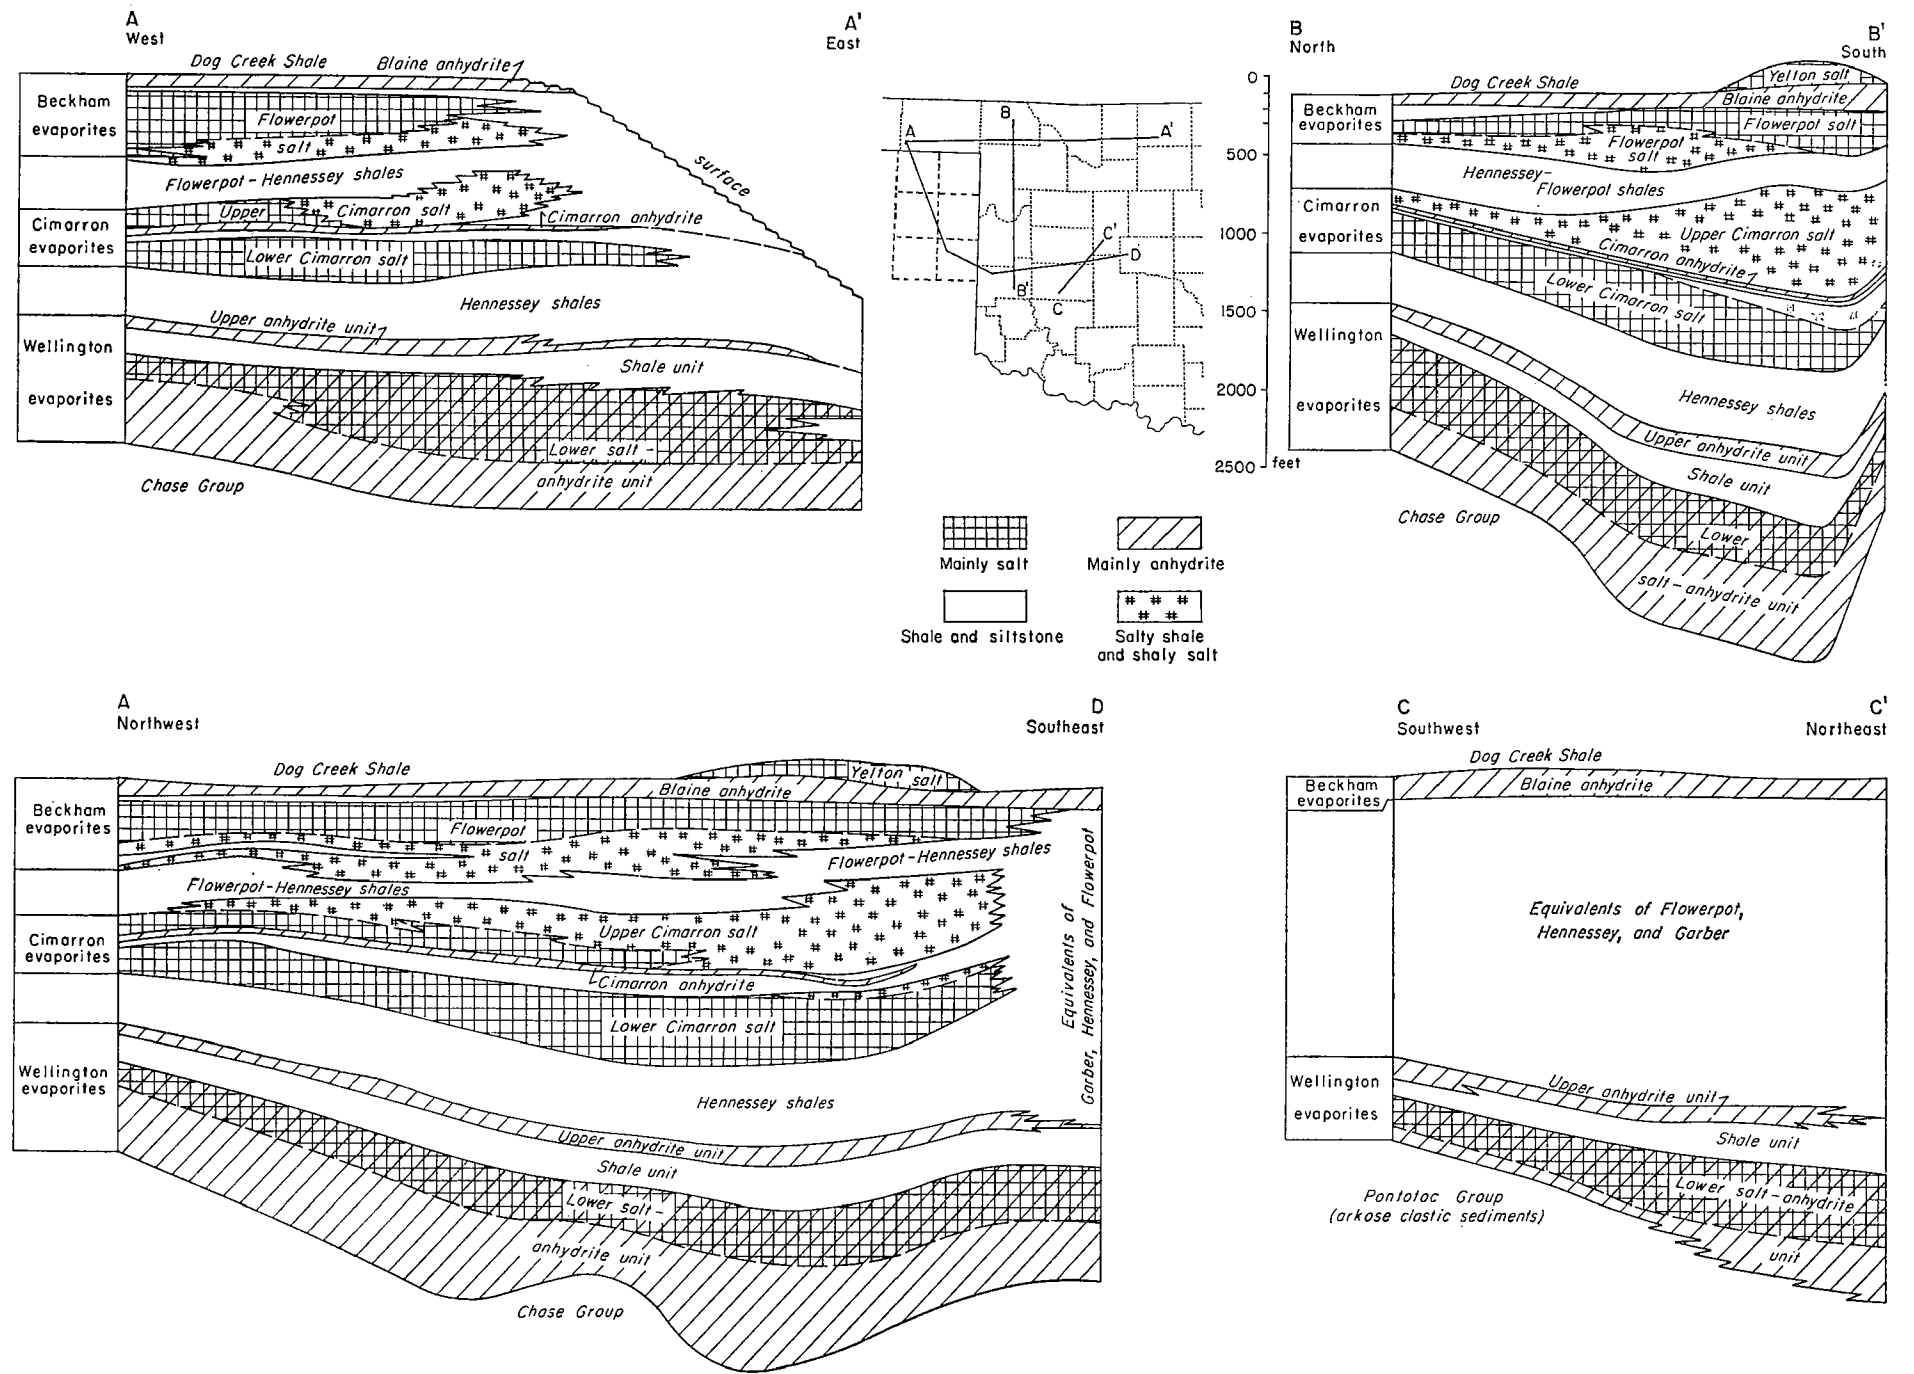 A
West
A'
East
Dog Creek Shale
Blaine anhydrite
Beckham
evaporites
Flowerpot
salt
Flowerpot-Hennessey shales
surface
Cimarron
evaporites
Upper
Cimarron salt
Cimarron anhydrite
Lower Cimarron salt
Hennessey shales
Upper anhydrite unit
Wellington
evaporites
Shale unit
Lower salt-
anhydrite unit
Chase Group
A
A'
B
B'
C
C'
D
0
500
1000
1500
2000
2500 feet
Mainly salt
Mainly anhydrite
Shale and siltstone
Salty shale
and shaly salt
B
North
B'
South
Dog Creek Shale
Yelton salt
Blaine anhydrite
Beckham
evaporites
Flowerpot salt
Flowerpot
salt
Hennessey-
Flowerpot shales
Cimarron
evaporites
Upper Cimarron salt
Cimarron anhydrite
Lower Cimarron salt
Wellington
evaporites
Hennessey shales
Upper anhydrite unit
Shale unit
Chase Group
Lower
salt-anhydrite unit
A
Northwest
D
Southeast
Dog Creek Shale
Yelton salt
Blaine anhydrite
Beckham
evaporites
Flowerpot
salt
Flowerpot-Hennessey shales
Flowerpot-Hennessey shales
Cimarron
evaporites
Upper Cimarron salt
Cimarron anhydrite
Lower Cimarron salt
Equivalents of
Garber, Hennessey, and Flowerpot
Wellington
evaporites
Hennessey shales
Upper anhydrite unit
Shale unit
Lower salt-
anhydrite unit
Chase Group
C
Southwest
C'
Northeast
Dog Creek Shale
Beckham
evaporites
Blaine anhydrite
Equivalents of Flowerpot,
Hennessey, and Garber
Wellington
evaporites
Upper anhydrite unit
Shale unit
Lower salt-anhydrite
unit
Pontotoc Group
(arkose clastic sediments)